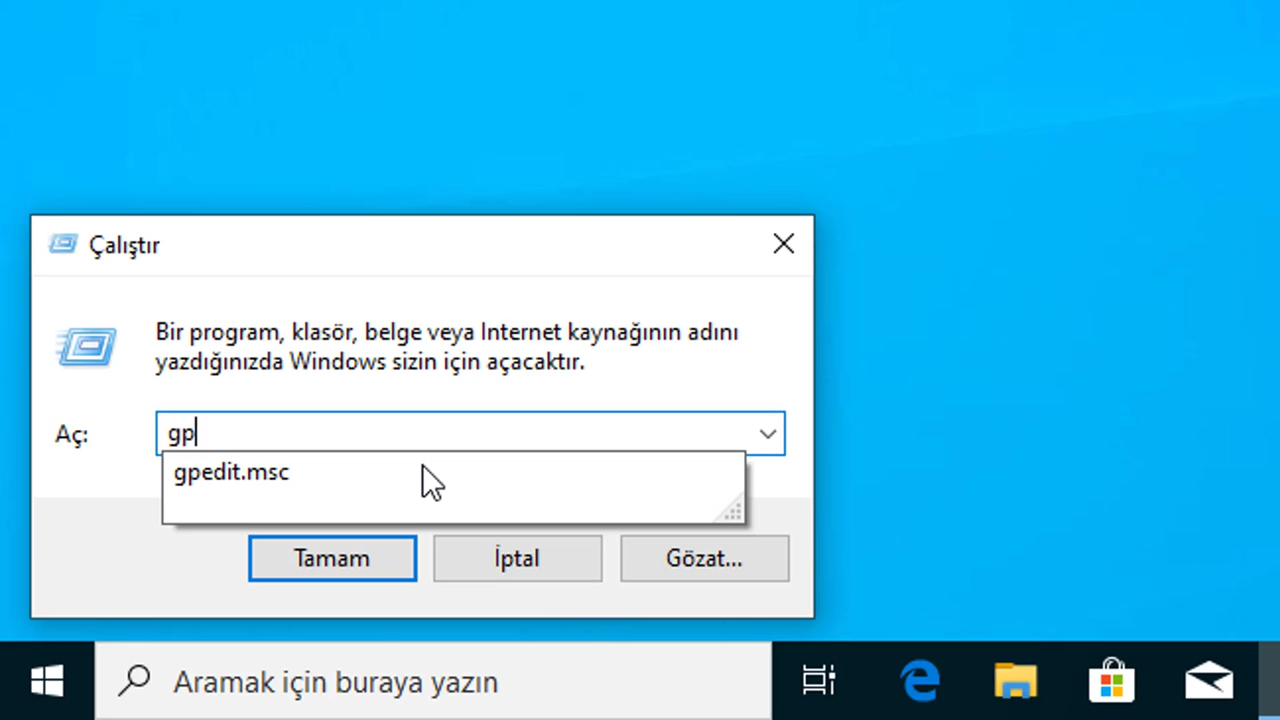 Çalıştır
Bir program, klasör, belge veya Internet kaynağının adını
yazdığınızda Windows sizin için açacaktır.
Aç:
gp
gpedit.msc
Tamam
İptal
Gözat...
Aramak için buraya yazın